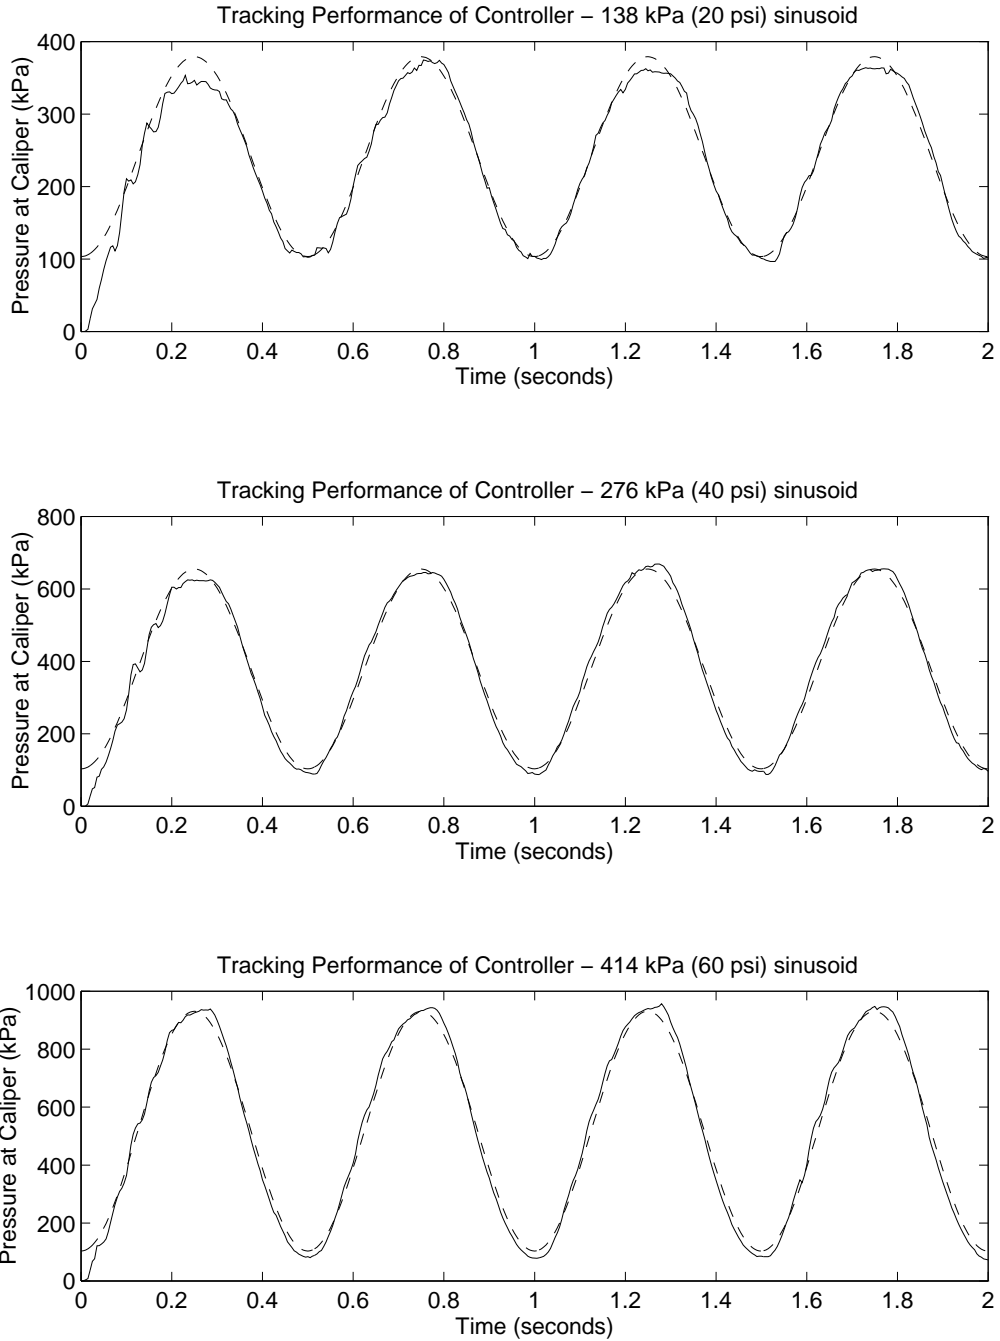 Tracking Performance of Controller – 138 kPa (20 psi) sinusoid
400
300
200
100
0
Pressure at Caliper (kPa)
0 0.2 0.4 0.6 0.8 1 1.2 1.4 1.6 1.8 2
Time (seconds)
Tracking Performance of Controller – 276 kPa (40 psi) sinusoid
800
600
400
200
0
Pressure at Caliper (kPa)
0 0.2 0.4 0.6 0.8 1 1.2 1.4 1.6 1.8 2
Time (seconds)
Tracking Performance of Controller – 414 kPa (60 psi) sinusoid
1000
800
600
400
200
0
Pressure at Caliper (kPa)
0 0.2 0.4 0.6 0.8 1 1.2 1.4 1.6 1.8 2
Time (seconds)